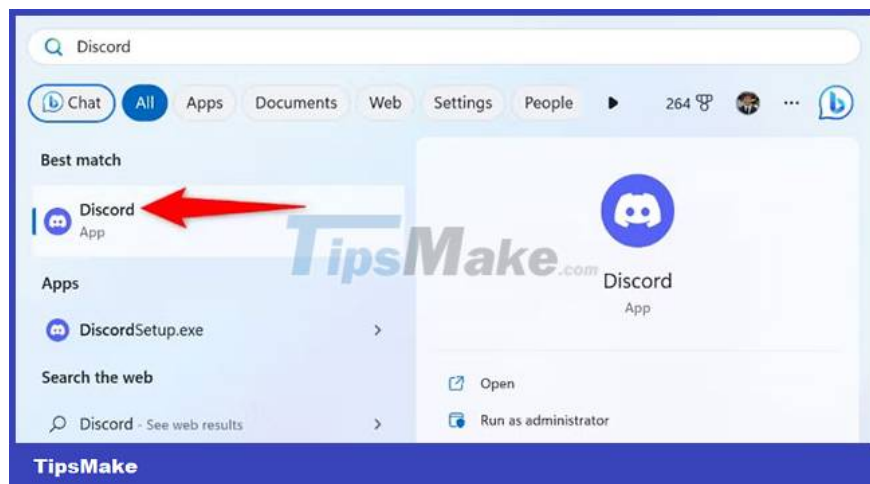 Discord
Chat All Apps Documents Web Settings People 264 ...
Best match
Discord
App
Apps
DiscordSetup.exe
Search the web
Discord - See web results
TipsMake.com
Discord
App
Open
Run as administrator
TipsMake